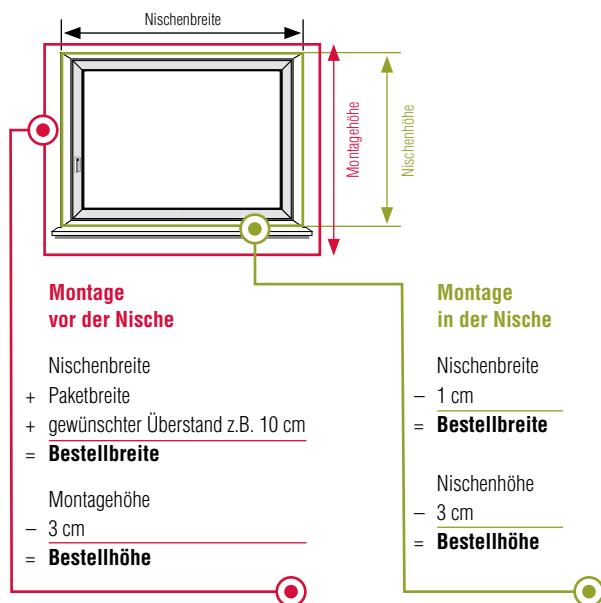 Nischenbreite
Montagehöhe
Nischenhöhe
Montage
vor der Nische
Nischenbreite
+ Paketbreite
+ gewünschter Überstand z.B. 10 cm
= Bestellbreite
Montagehöhe
– 3 cm
= Bestellhöhe
Montage
in der Nische
Nischenbreite
– 1 cm
= Bestellbreite
Nischenhöhe
– 3 cm
= Bestellhöhe